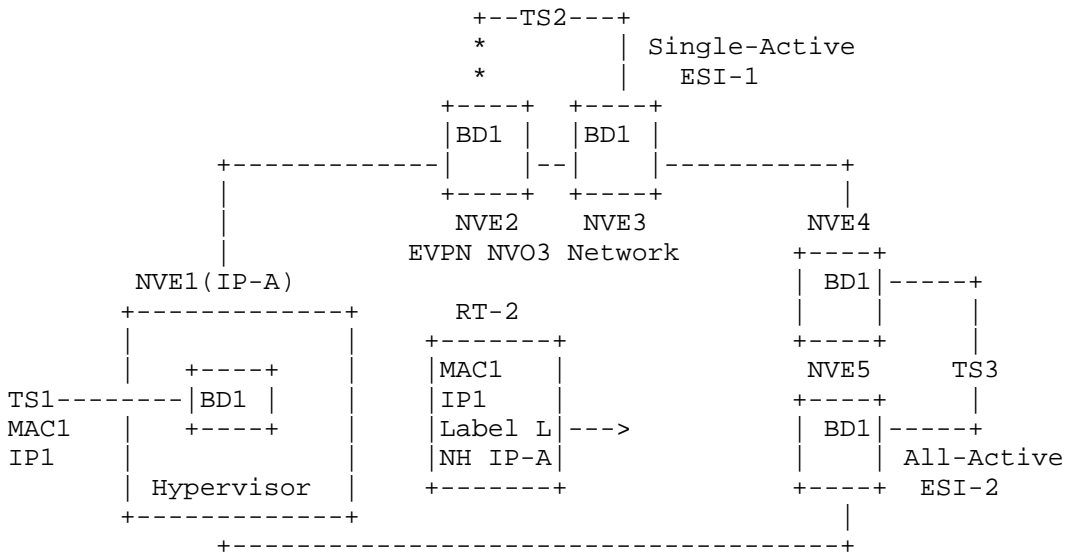 +--TS2---+
* | Single-Active
* | ESI-1
+----+ +----+
|BD1 | |BD1 |
+-------------| |--| |-----------+
| +----+ +----+ |
| NVE2 NVE3 NVE4
| EVPN NVO3 Network +----+
NVE1(IP-A) | BD1|-----+
+-------------+ RT-2 | | |
| | +-------+ +----+ |
| +----+ | |MAC1 | NVE5 TS3
TS1--------|BD1 | | |IP1 | +----+ |
MAC1 | +----+ | |Label L|---> | BD1|-----+
IP1 | | |NH IP-A| | | All-Active
| Hypervisor | +-------+ +----+ ESI-2
+-------------+ |
+--------------------------------------+